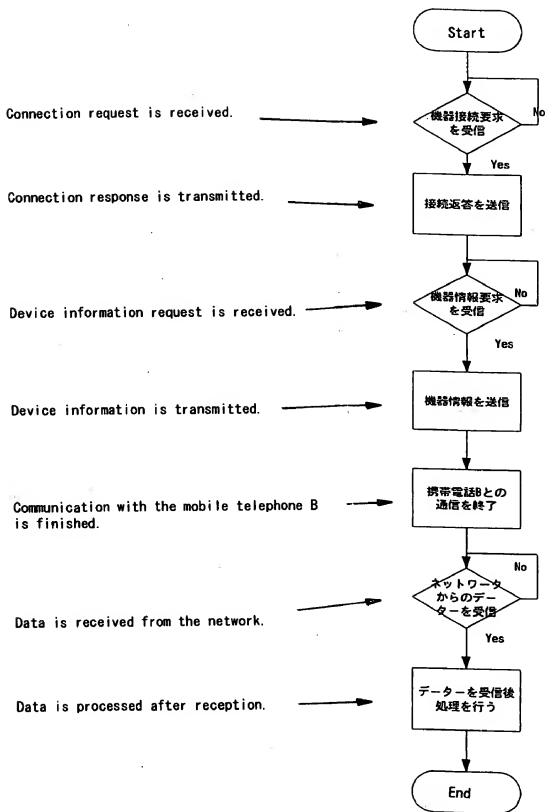 Start
Connection request is received.
機器接続要求
を受信
No
Yes
Connection response is transmitted.
接続返答を送信
Device information request is received.
機器情報要求
を受信
No
Yes
Device information is transmitted.
機器情報を送信
Communication with the mobile telephone B
is finished.
携帯電話Bとの
通信を終了
No
ネットワーク
からのデー
ターを受信
Data is received from the network.
Yes
Data is processed after reception.
データーを受信後
処理を行う
End